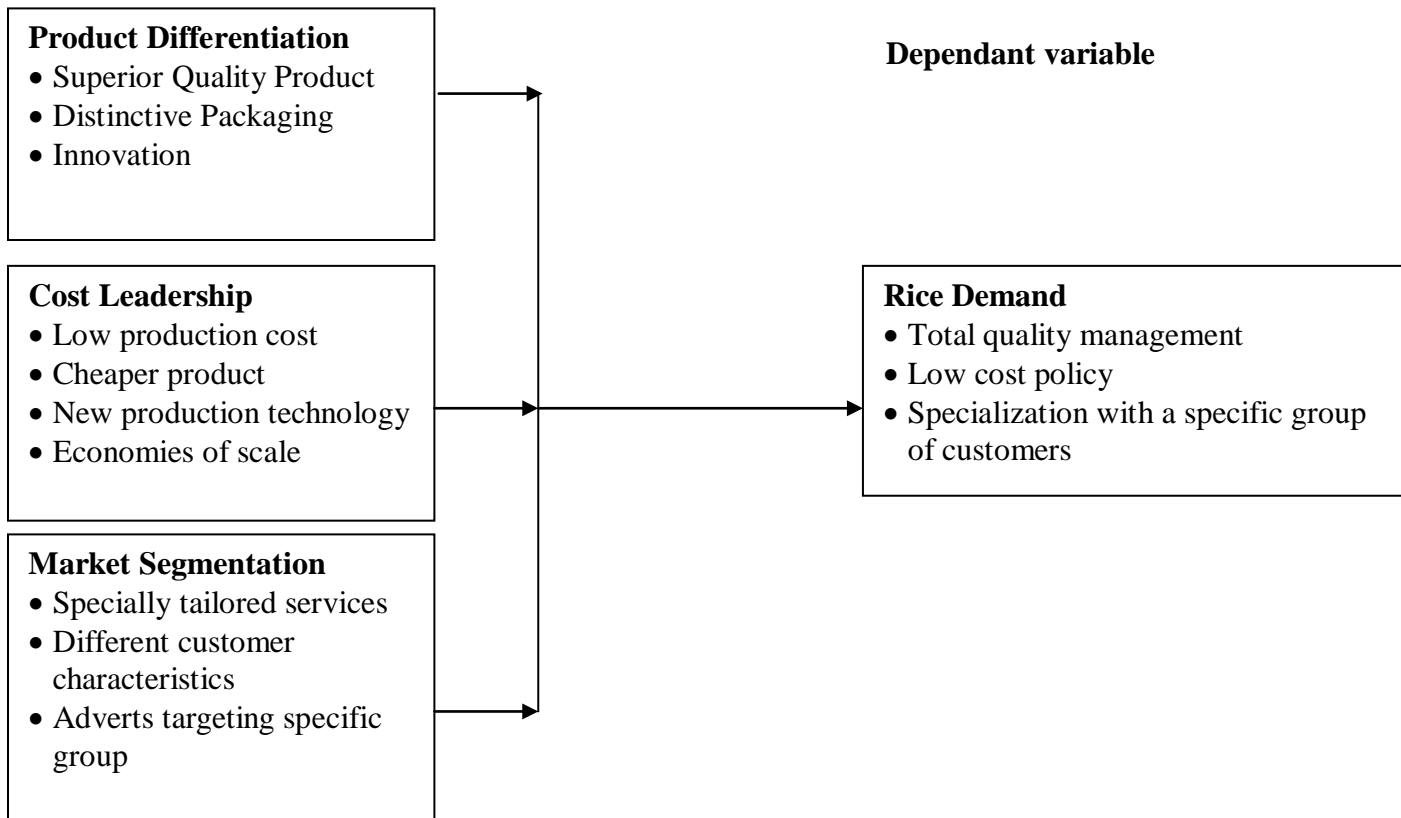 Product Differentiation
• Superior Quality Product
• Distinctive Packaging
• Innovation
Dependant variable
Cost Leadership
• Low production cost
• Cheaper product
• New production technology
• Economies of scale
Rice Demand
• Total quality management
• Low cost policy
• Specialization with a specific group
of customers
Market Segmentation
• Specially tailored services
• Different customer
characteristics
• Adverts targeting specific
group